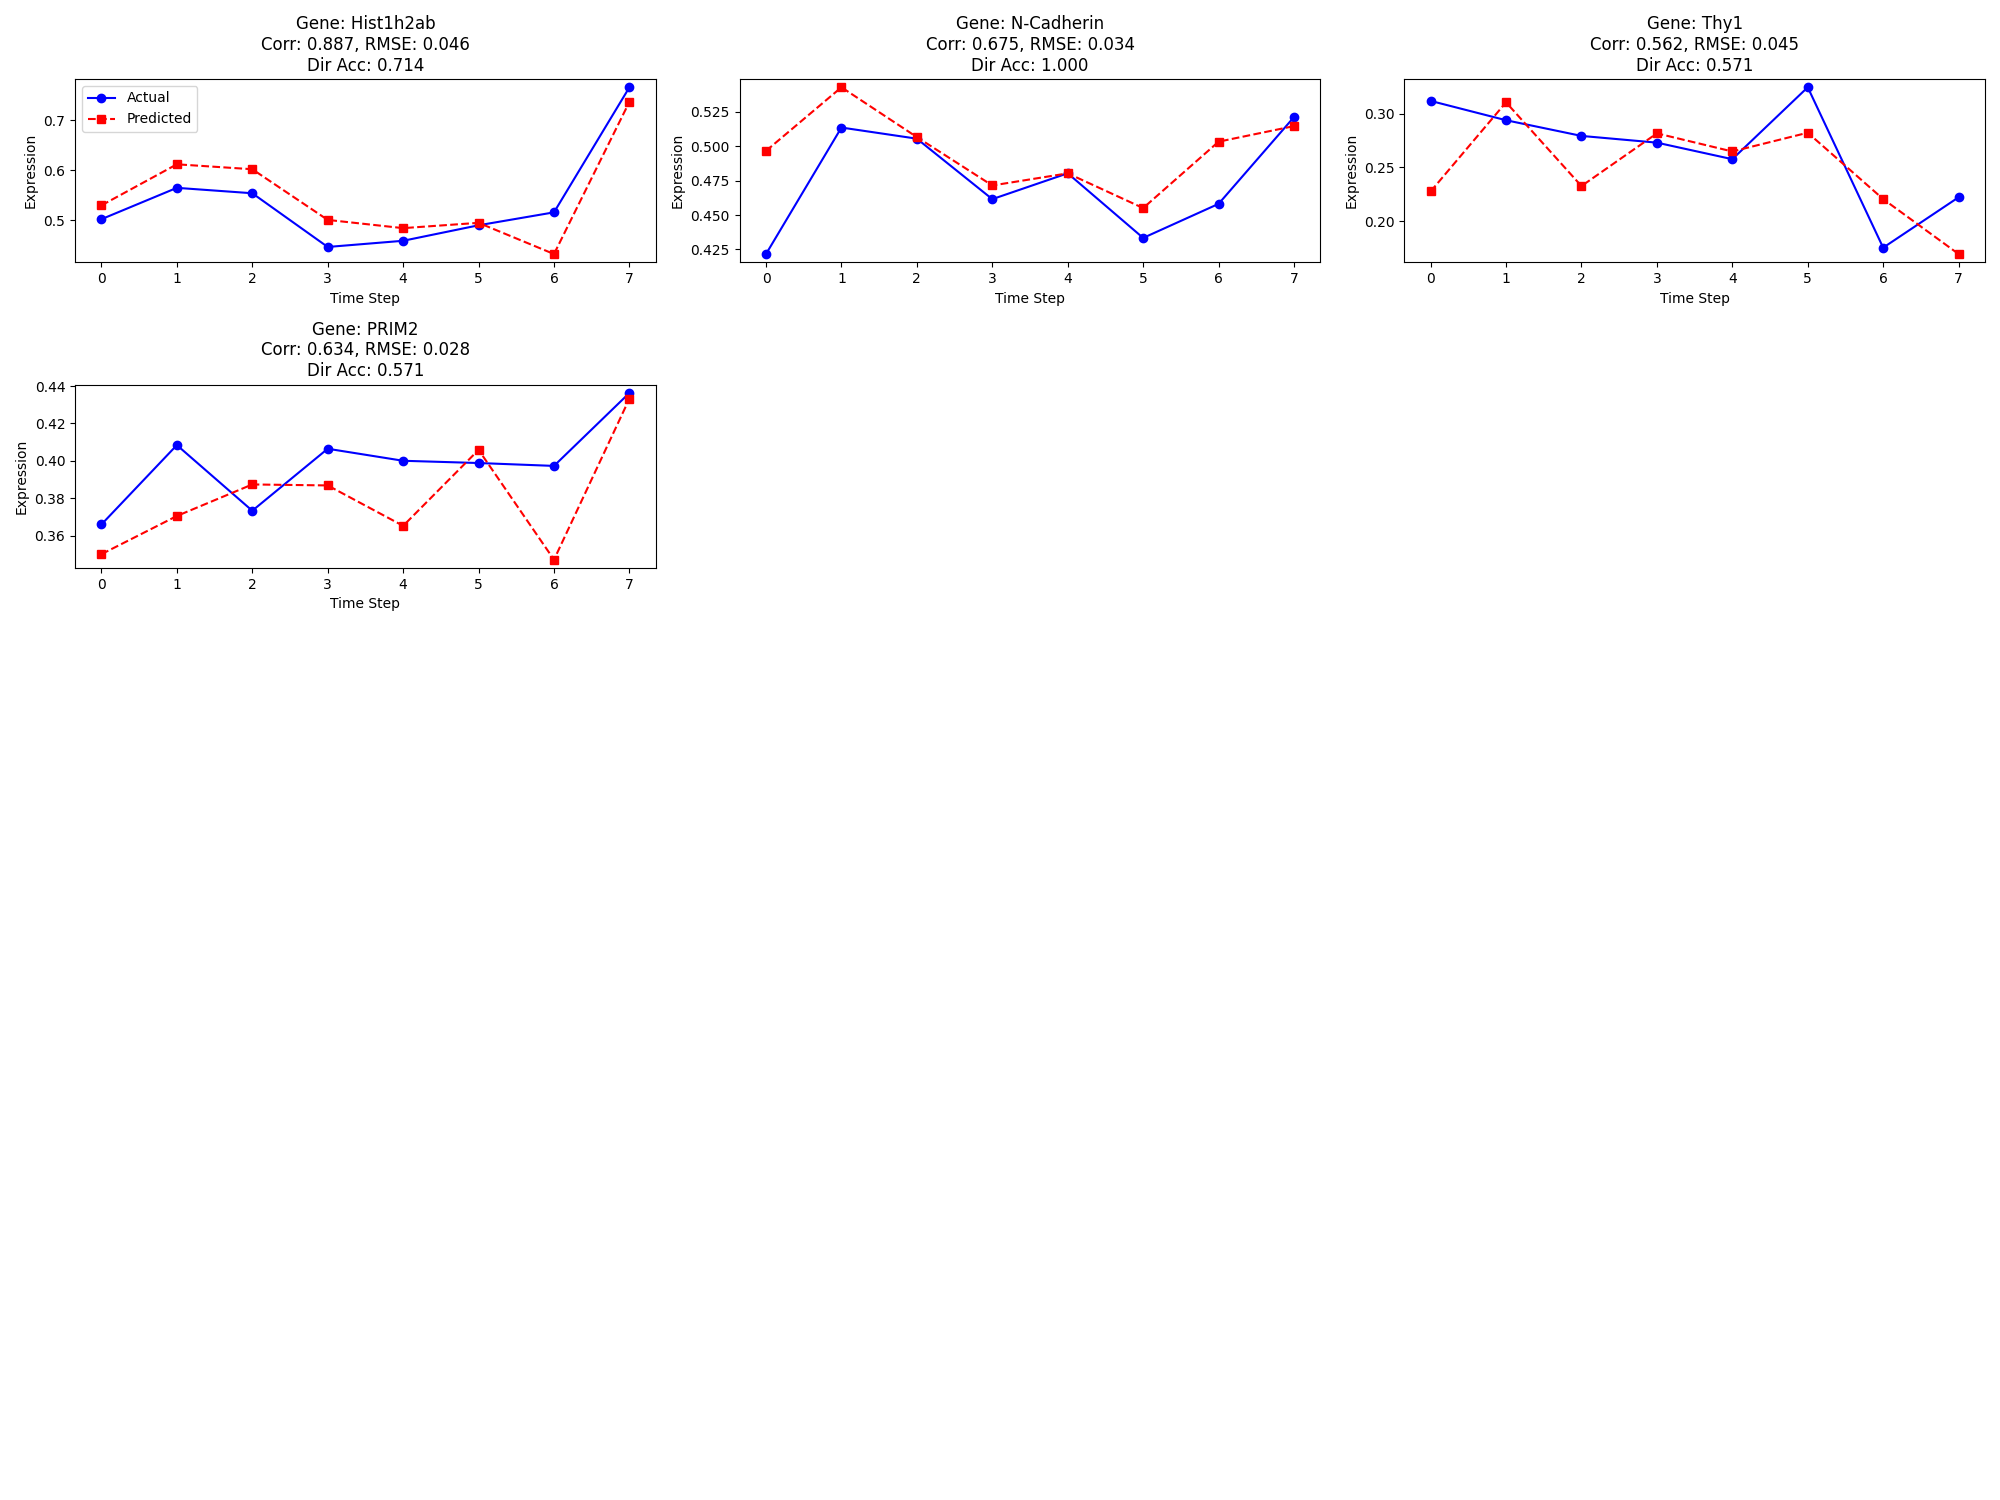 Gene: Hist1h2ab
Corr: 0.887, RMSE: 0.046
Dir Acc: 0.714
Actual
Predicted
0.7
0.6
0.5
Expression
0 1 2 3 4 5 6 7
Time Step
Gene: N-Cadherin
Corr: 0.675, RMSE: 0.034
Dir Acc: 1.000
0.525
0.500
0.475
0.450
0.425
Expression
0 1 2 3 4 5 6 7
Time Step
Gene: Thy1
Corr: 0.562, RMSE: 0.045
Dir Acc: 0.571
0.30
0.25
0.20
Expression
0 1 2 3 4 5 6 7
Time Step
Gene: PRIM2
Corr: 0.634, RMSE: 0.028
Dir Acc: 0.571
0.44
0.42
0.40
0.38
0.36
Expression
0 1 2 3 4 5 6 7
Time Step